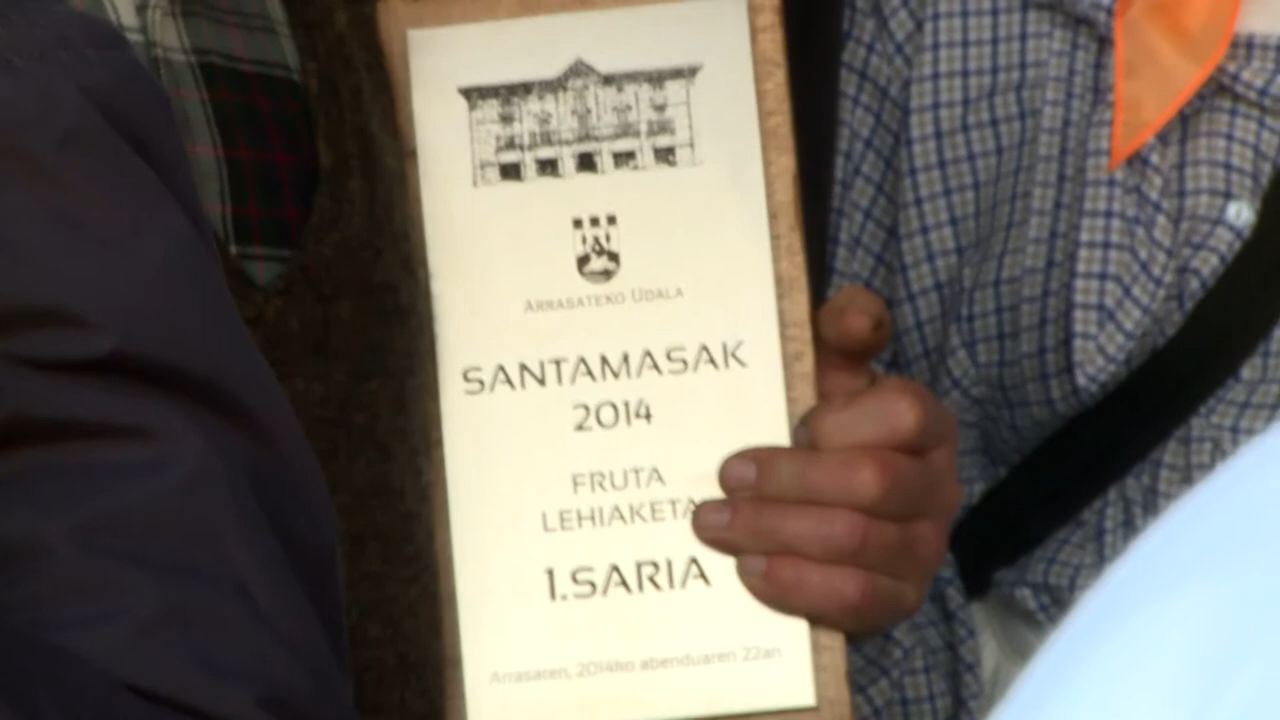 ARRASATEKO UDALA
SANTAMASAK
2014
FRUTA
LEHIAKETA
1.SARIA
Arrasaten, 2014ko abenduaren 22an